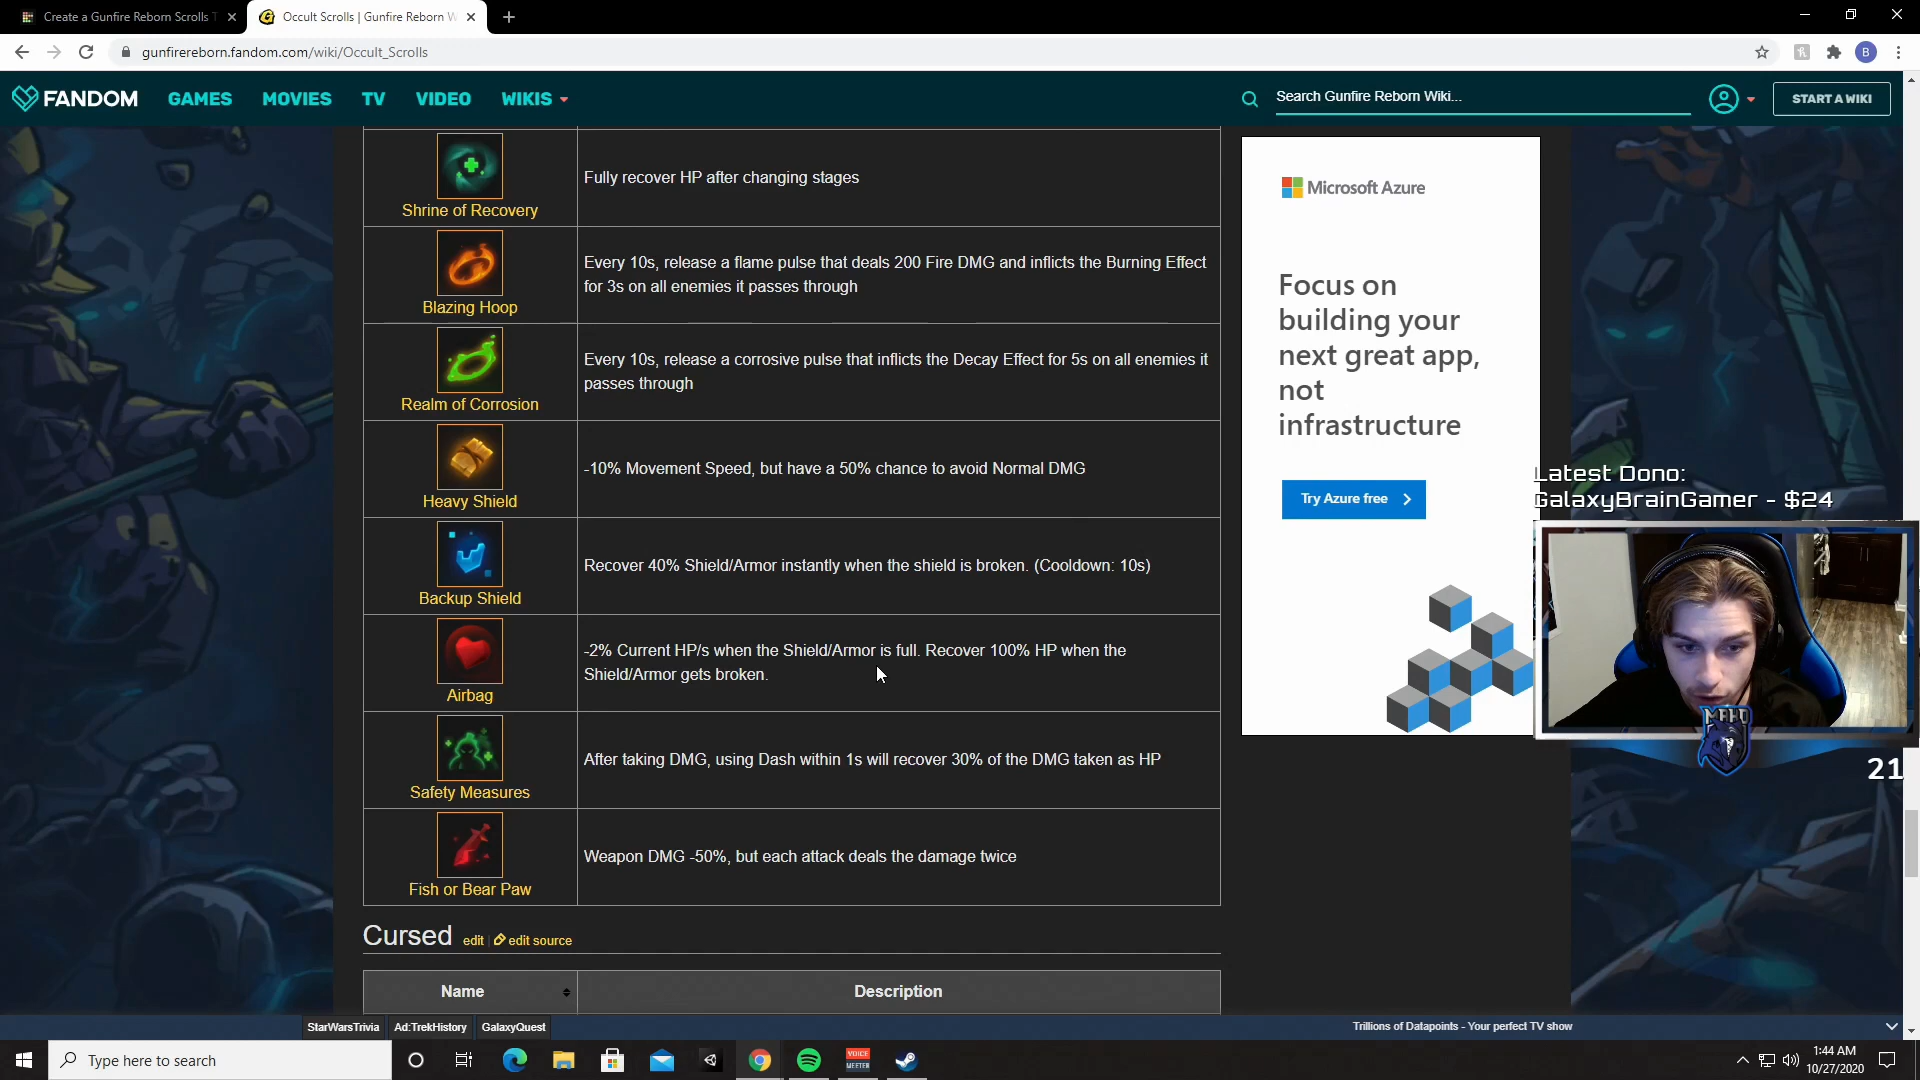 Create a Gunfire Reborn Scrolls T
Occult Scrolls | Gunfire Reborn W
gunfirereborn.fandom.com/wiki/Occult_Scrolls
B
FANDOM
GAMES
MOVIES
TV
VIDEO
WIKIS
Search Gunfire Reborn Wiki...
START A WIKI
Shrine of Recovery
Fully recover HP after changing stages
Blazing Hoop
Every 10s, release a flame pulse that deals 200 Fire DMG and inflicts the Burning Effect
for 3s on all enemies it passes through
Realm of Corrosion
Every 10s, release a corrosive pulse that inflicts the Decay Effect for 5s on all enemies it
passes through
Heavy Shield
-10% Movement Speed, but have a 50% chance to avoid Normal DMG
Backup Shield
Recover 40% Shield/Armor instantly when the shield is broken. (Cooldown: 10s)
Airbag
-2% Current HP/s when the Shield/Armor is full. Recover 100% HP when the
Shield/Armor gets broken.
Safety Measures
After taking DMG, using Dash within 1s will recover 30% of the DMG taken as HP
Fish or Bear Paw
Weapon DMG -50%, but each attack deals the damage twice
Cursed edit edit source
Name
Description
Microsoft Azure
Focus on
building your
next great app,
not
infrastructure
Try Azure free
Latest Dono:
GalaxyBrainGamer - $24
21
StarWarsTrivia
Ad:TrekHistory
GalaxyQuest
Trillions of Datapoints - Your perfect TV show
Type here to search
VOICE
MEETER
1:44 AM
10/27/2020